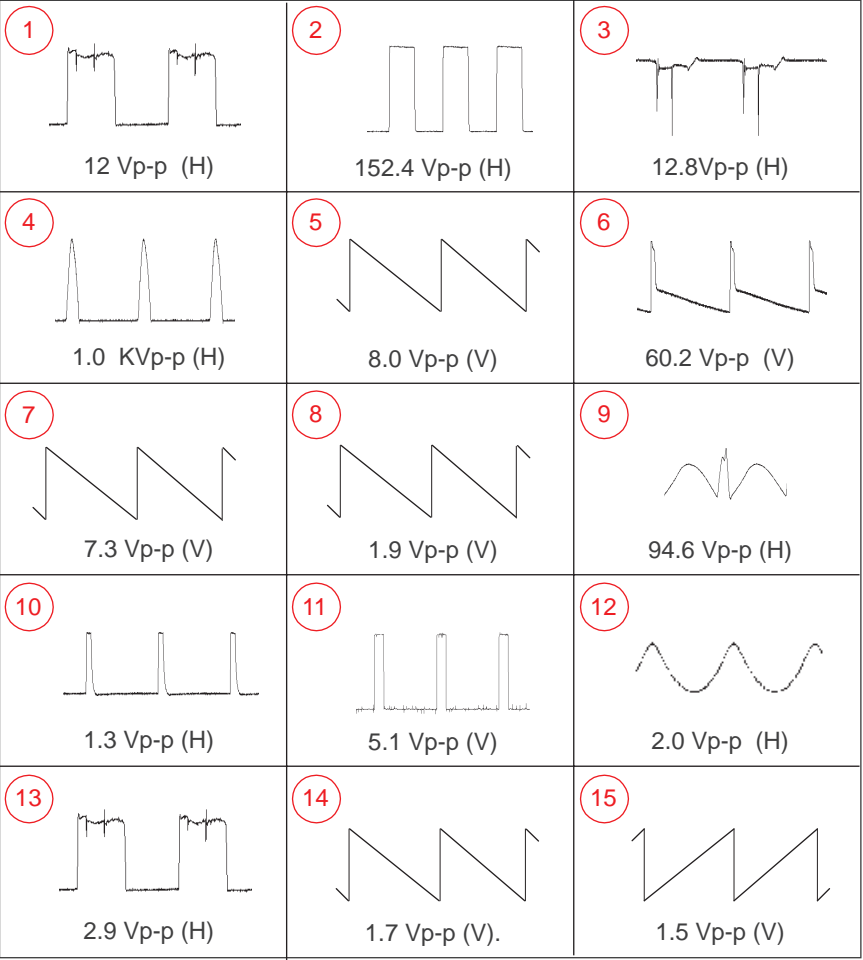 1
12 Vp-p (H)
2
152.4 Vp-p (H)
3
12.8Vp-p (H)
4
1.0 KVp-p (H)
5
8.0 Vp-p (V)
6
60.2 Vp-p (V)
7
7.3 Vp-p (V)
8
1.9 Vp-p (V)
9
94.6 Vp-p (H)
10
1.3 Vp-p (H)
11
5.1 Vp-p (V)
12
2.0 Vp-p (H)
13
2.9 Vp-p (H)
14
1.7 Vp-p (V).
15
1.5 Vp-p (V)